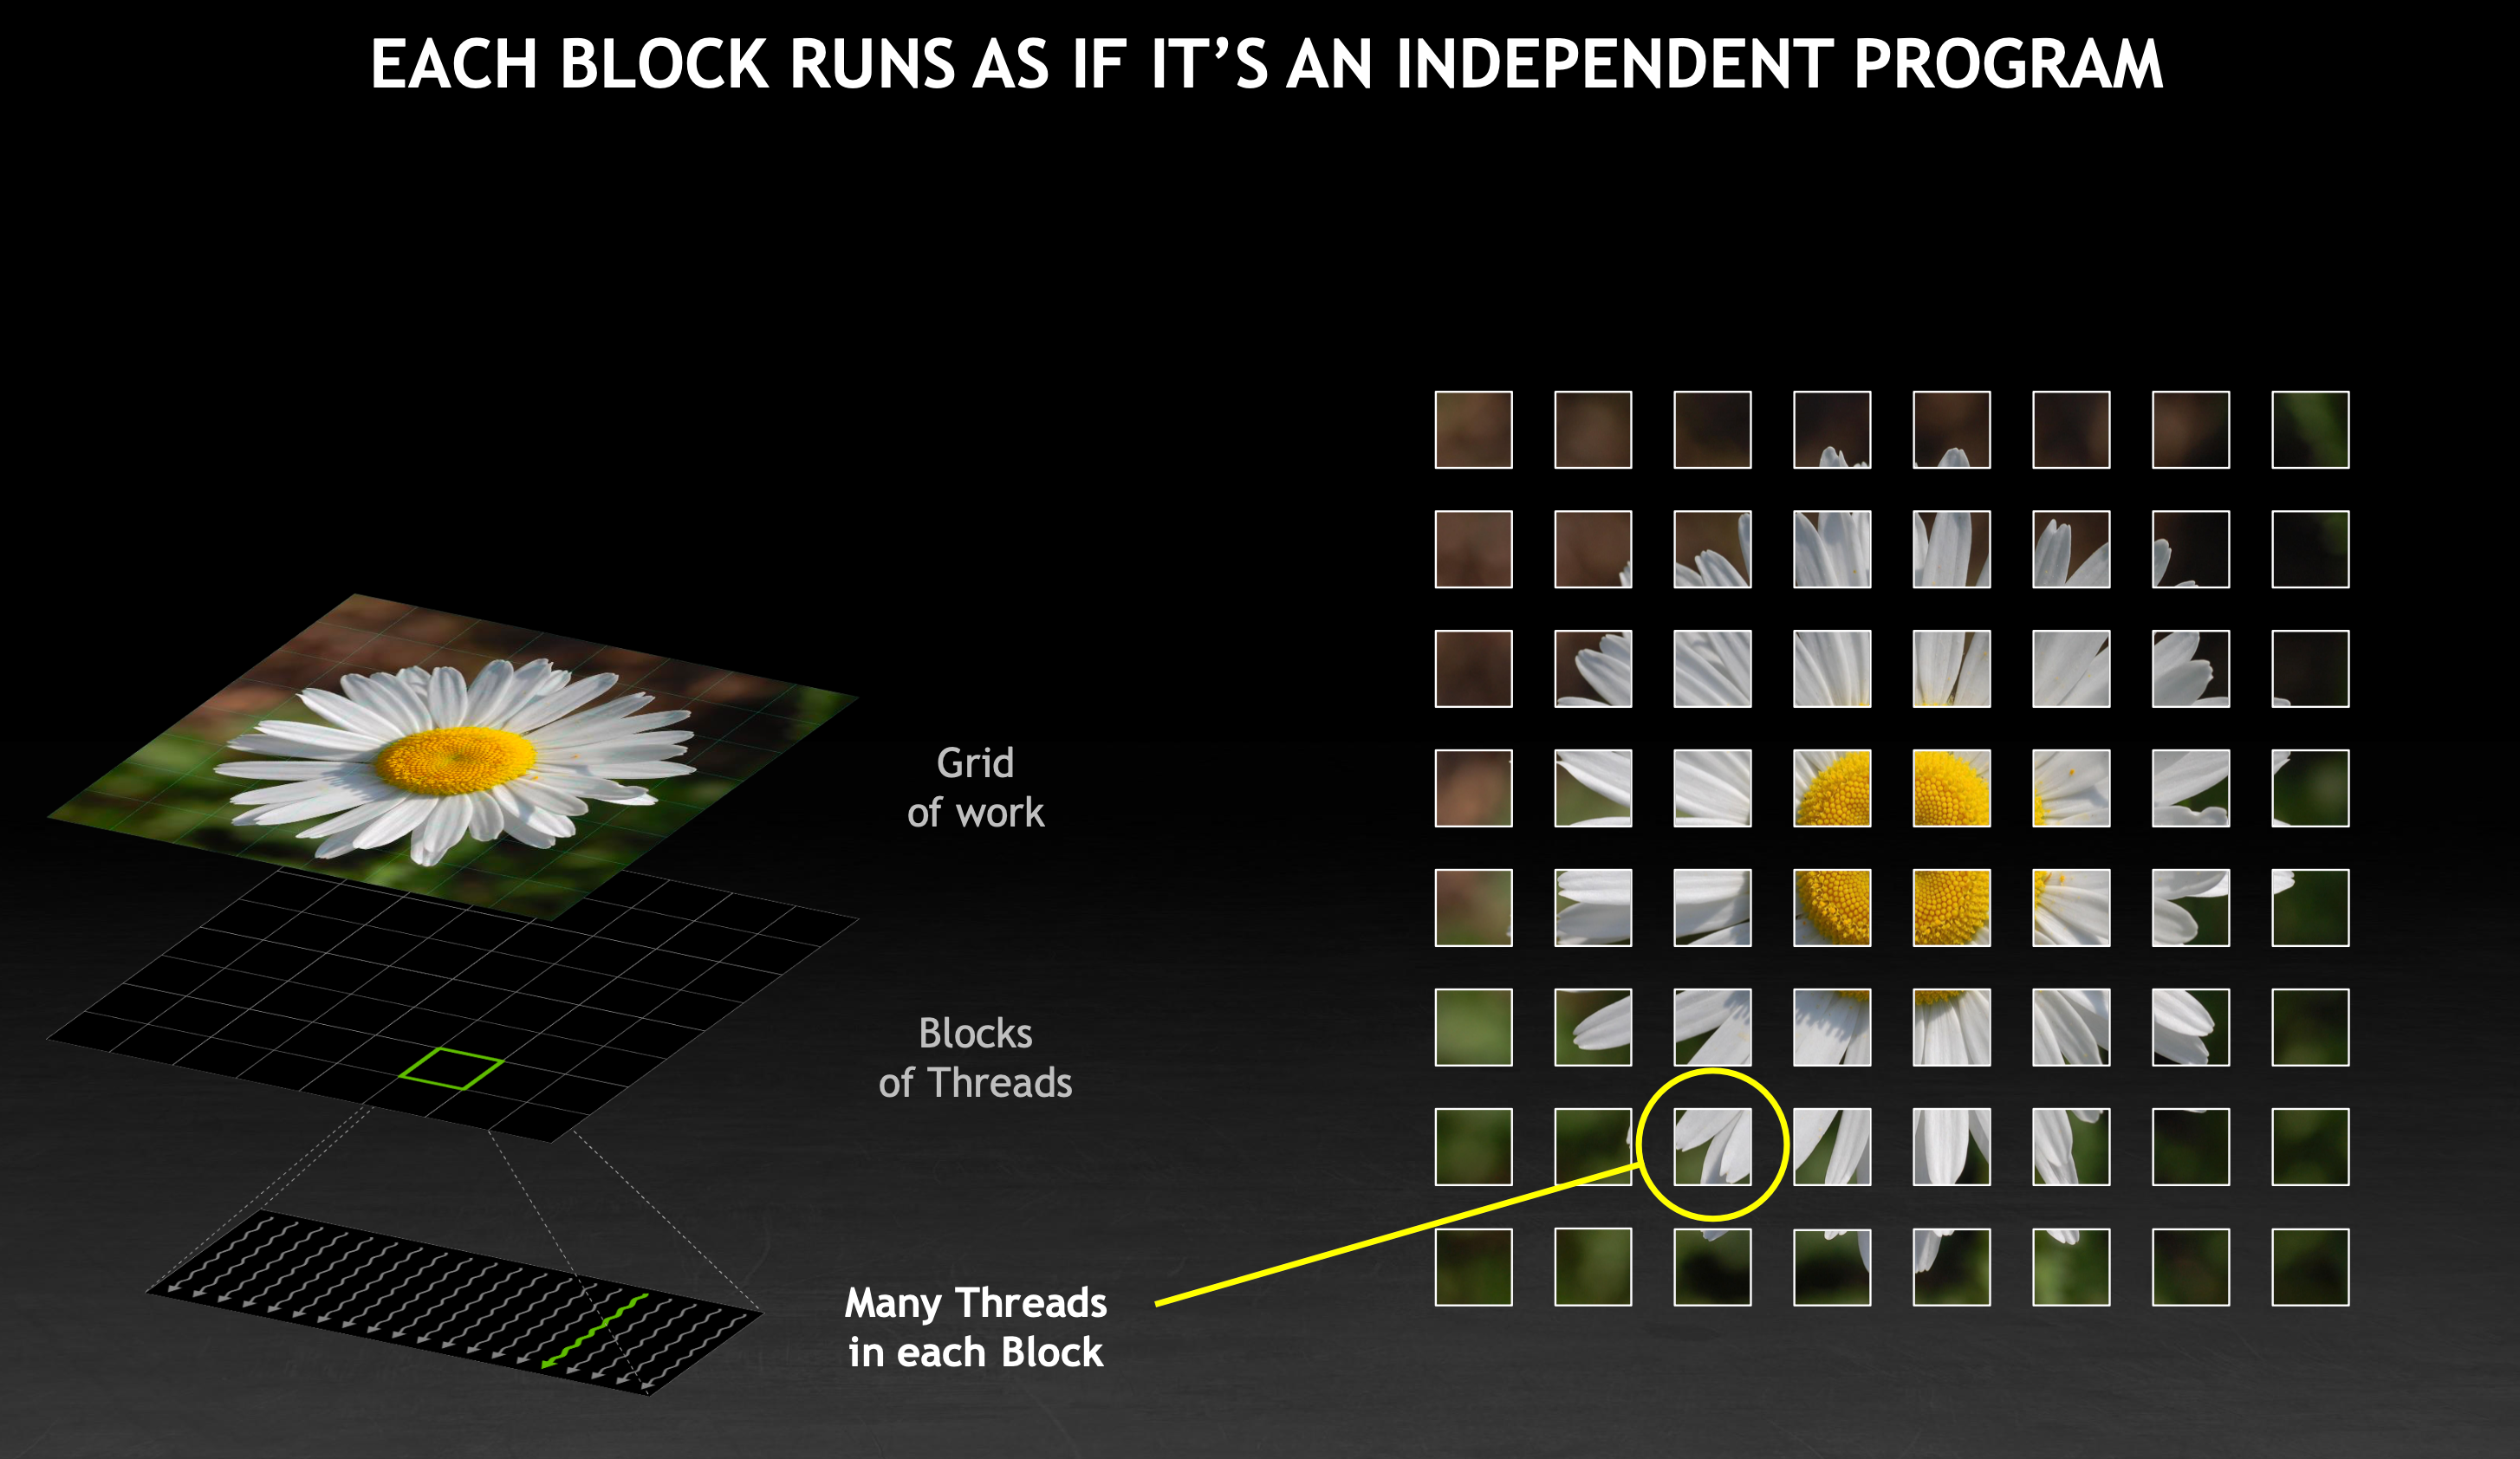 EACH BLOCK RUNS AS IF IT’S AN INDEPENDENT PROGRAM
Grid
of work
Blocks
of Threads
Many Threads
in each Block